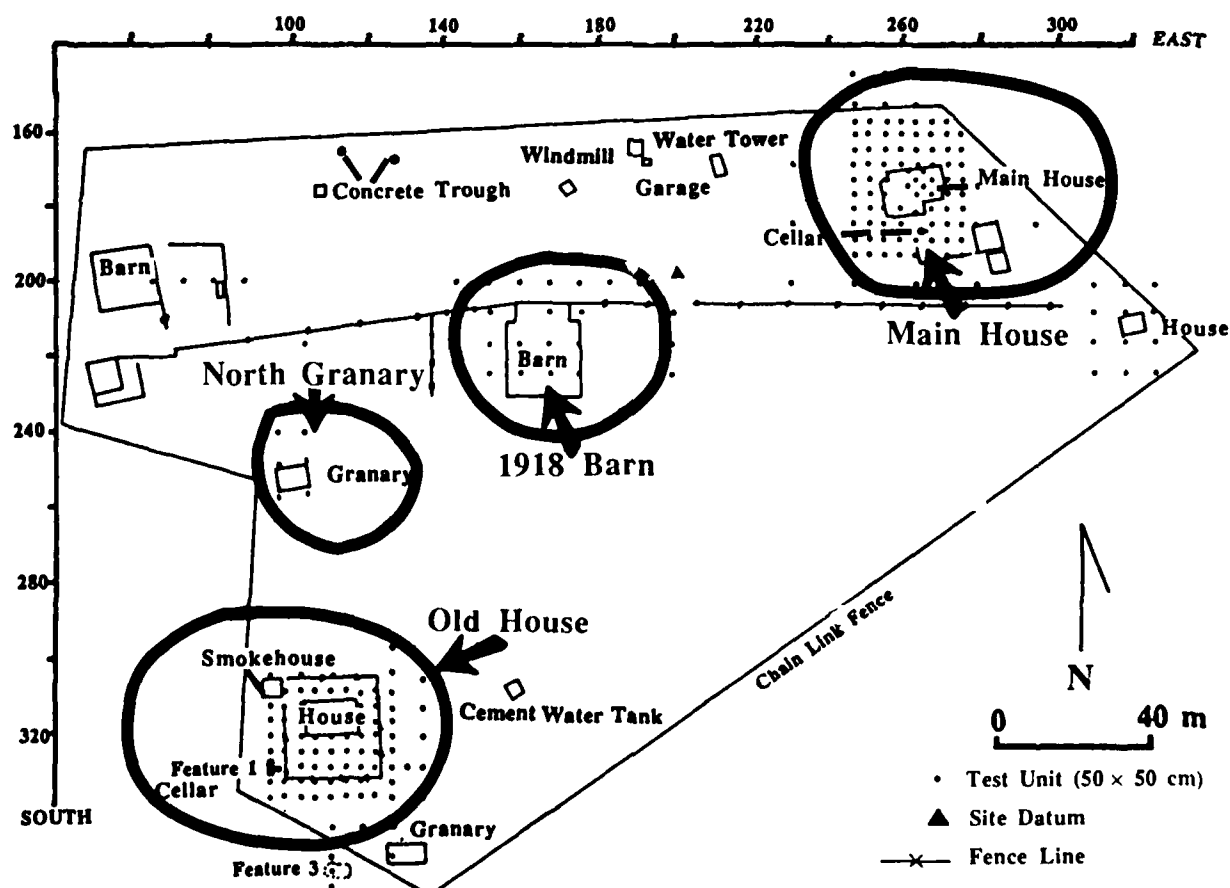 100 140 180 220 260 300 EAST
160
Windmill Water Tower
Concrete Trough Garage Main House
Cellar
Barn
200
Main House House
Barn
North Granary
240
1918 Barn
Granary
280
Chain Link Fence
Old House
Smokehouse
N
House Cement Water Tank
0 40 m
320
Feature 1
Cellar
• Test Unit (50 × 50 cm)
SOUTH
▲ Site Datum
Granary
Fence Line
Feature 3